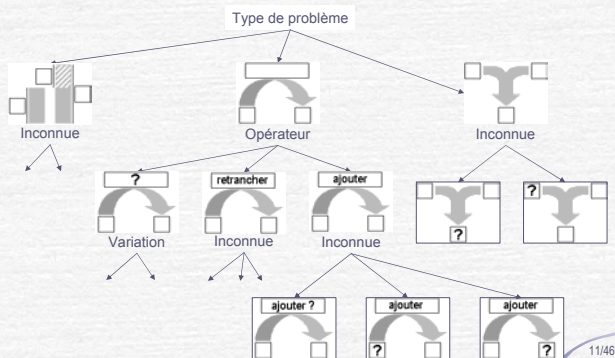 Type de problème
Inconnue
Opérateur
Inconnue
?
retrancher
ajouter
?
?
Variation
Inconnue
Inconnue
ajouter ?
ajouter
ajouter
?
?
11/46